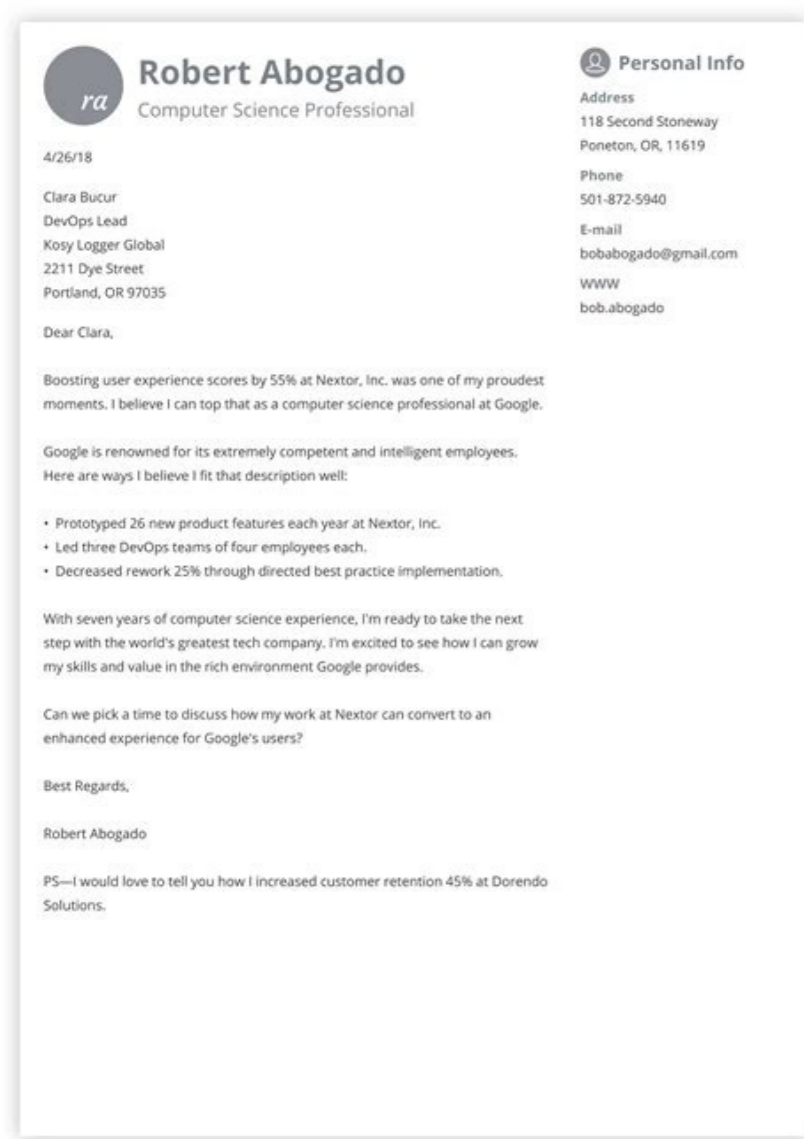 ra
Robert Abogado
Computer Science Professional
4/26/18
Clara Bucur
DevOps Lead
Kosy Logger Global
2211 Dye Street
Portland, OR 97035
Dear Clara,
Boosting user experience scores by 55% at Nextor, Inc. was one of my proudest
moments. I believe I can top that as a computer science professional at Google.
Google is renowned for its extremely competent and intelligent employees.
Here are ways I believe I fit that description well:
• Prototyped 26 new product features each year at Nextor, Inc.
• Led three DevOps teams of four employees each.
• Decreased rework 25% through directed best practice implementation.
With seven years of computer science experience, I'm ready to take the next
step with the world's greatest tech company. I'm excited to see how I can grow
my skills and value in the rich environment Google provides.
Can we pick a time to discuss how my work at Nextor can convert to an
enhanced experience for Google's users?
Best Regards,
Robert Abogado
PS—I would love to tell you how I increased customer retention 45% at Dorendo
Solutions.
Personal Info
Address
118 Second Stoneway
Poneton, OR, 11619
Phone
501-872-5940
E-mail
bobabogado@gmail.com
WWW
bob.abogado